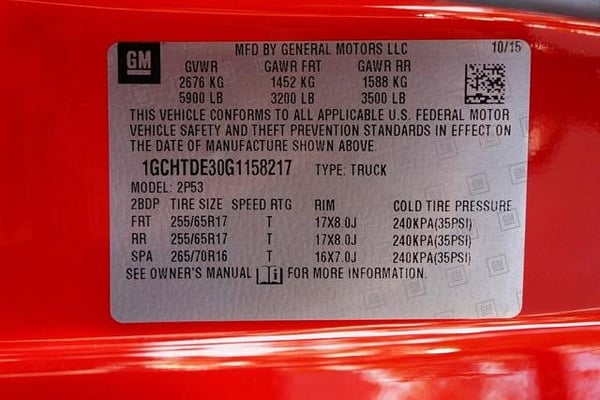 GM
MFD BY GENERAL MOTORS LLC 10/15
GVWR GAWR FRT GAWR RR
2676 KG 1452 KG 1588 KG
5900 LB 3200 LB 3500 LB
THIS VEHICLE CONFORMS TO ALL APPLICABLE U.S. FEDERAL MOTOR
VEHICLE SAFETY AND THEFT PREVENTION STANDARDS IN EFFECT ON
THE DATE OF MANUFACTURE SHOWN ABOVE.
1GCHTDE30G1158217 TYPE: TRUCK
MODEL: 2P53
2BDP TIRE SIZE SPEED RTG RIM COLD TIRE PRESSURE
FRT 255/65R17 T 17X8.0J 240KPA(35PSI)
RR 255/65R17 T 17X8.0J 240KPA(35PSI)
SPA 265/70R16 T 16X7.0J 240KPA(35PSI)
SEE OWNER'S MANUAL i FOR MORE INFORMATION.